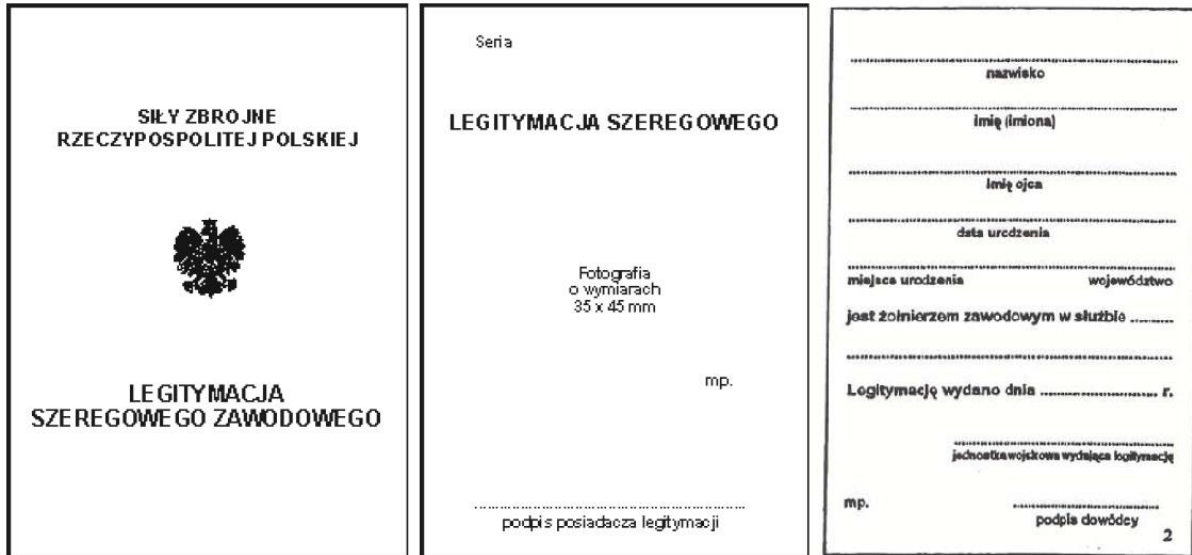 SIŁY ZBROJNE
RZECZYPOSPOLITEJ POLSKIEJ
LEGITYMACJA
SZEREGOWEGO ZAWODOWEGO
Seria
LEGITYMACJA SZEREGOWEGO
Fotografia
o wymiarach
35 x 45 mm
mp.
podpis posiadacza legitymacji
nazwisko
imię (imiona)
imię ojca
data urodzenia
miejsce urodzenia województwo
jest żołnierzem zawodowym w służbie ..........
Legitymację wydano dnia .......................... r.
jednostka wojskowa wydająca legitymację
mp.
podpis dowódcy
2